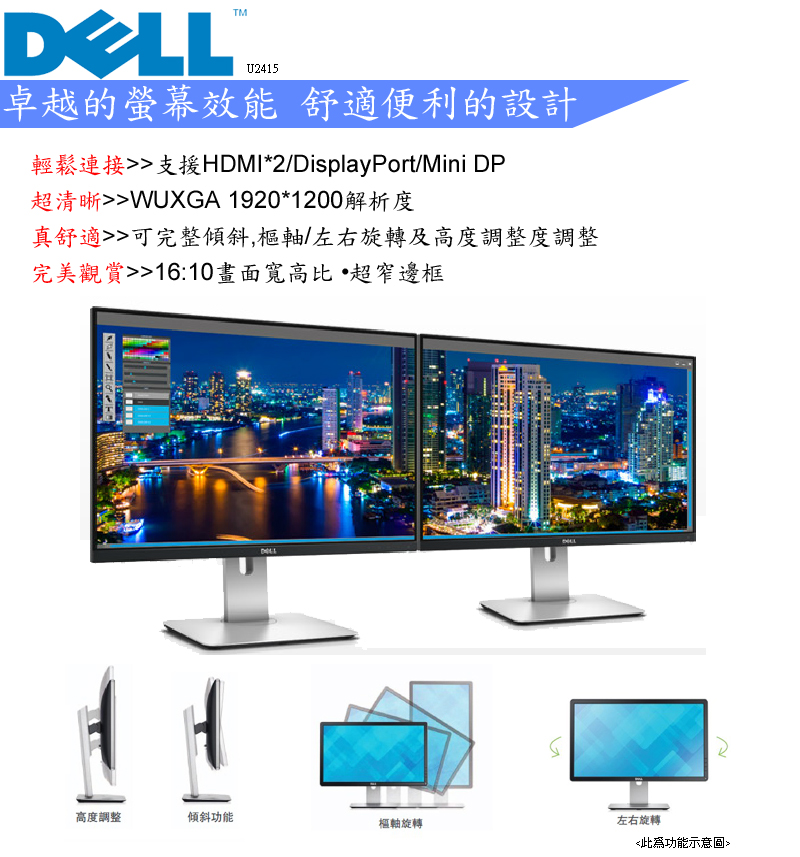 DELL™
U2415
卓越的螢幕效能 舒適便利的設計
輕鬆連接>>支援HDMI*2/DisplayPort/Mini DP
超清晰>>WUXGA 1920*1200解析度
真舒適>>可完整傾斜,樞軸/左右旋轉及高度調整度調整
完美觀賞>>16:10畫面寬高比 •超窄邊框
DELL
DELL
高度調整
傾斜功能
樞軸旋轉
左右旋轉
<此為功能示意圖>